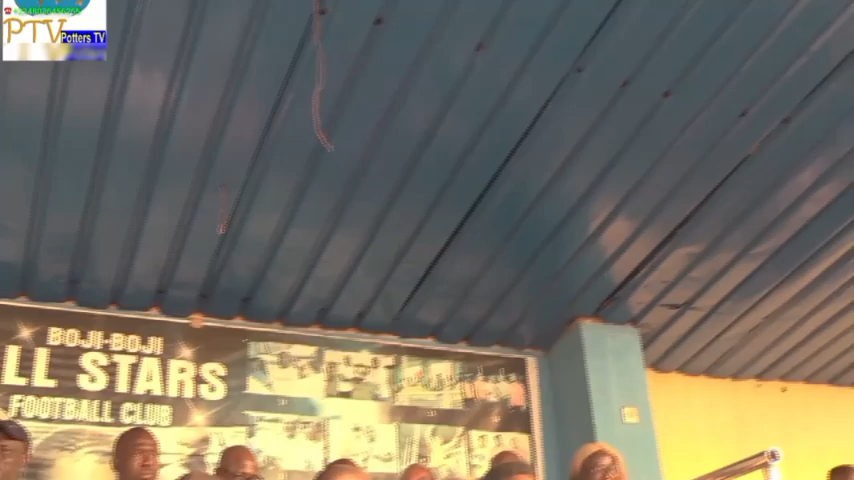 PTV Potters TV
BOJI-BOJI
LL STARS
FOOTBALL CLUB